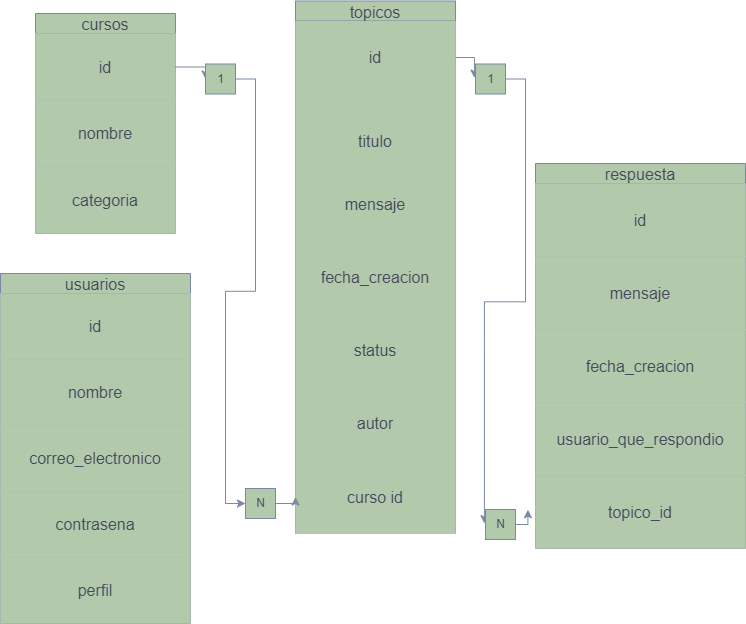 cursos
id
nombre
categoria
1
usuarios
id
nombre
correo_electronico
contrasena
perfil
N
topicos
id
titulo
mensaje
fecha_creacion
status
autor
curso id
1
N
respuesta
id
mensaje
fecha_creacion
usuario_que_respondio
topico_id